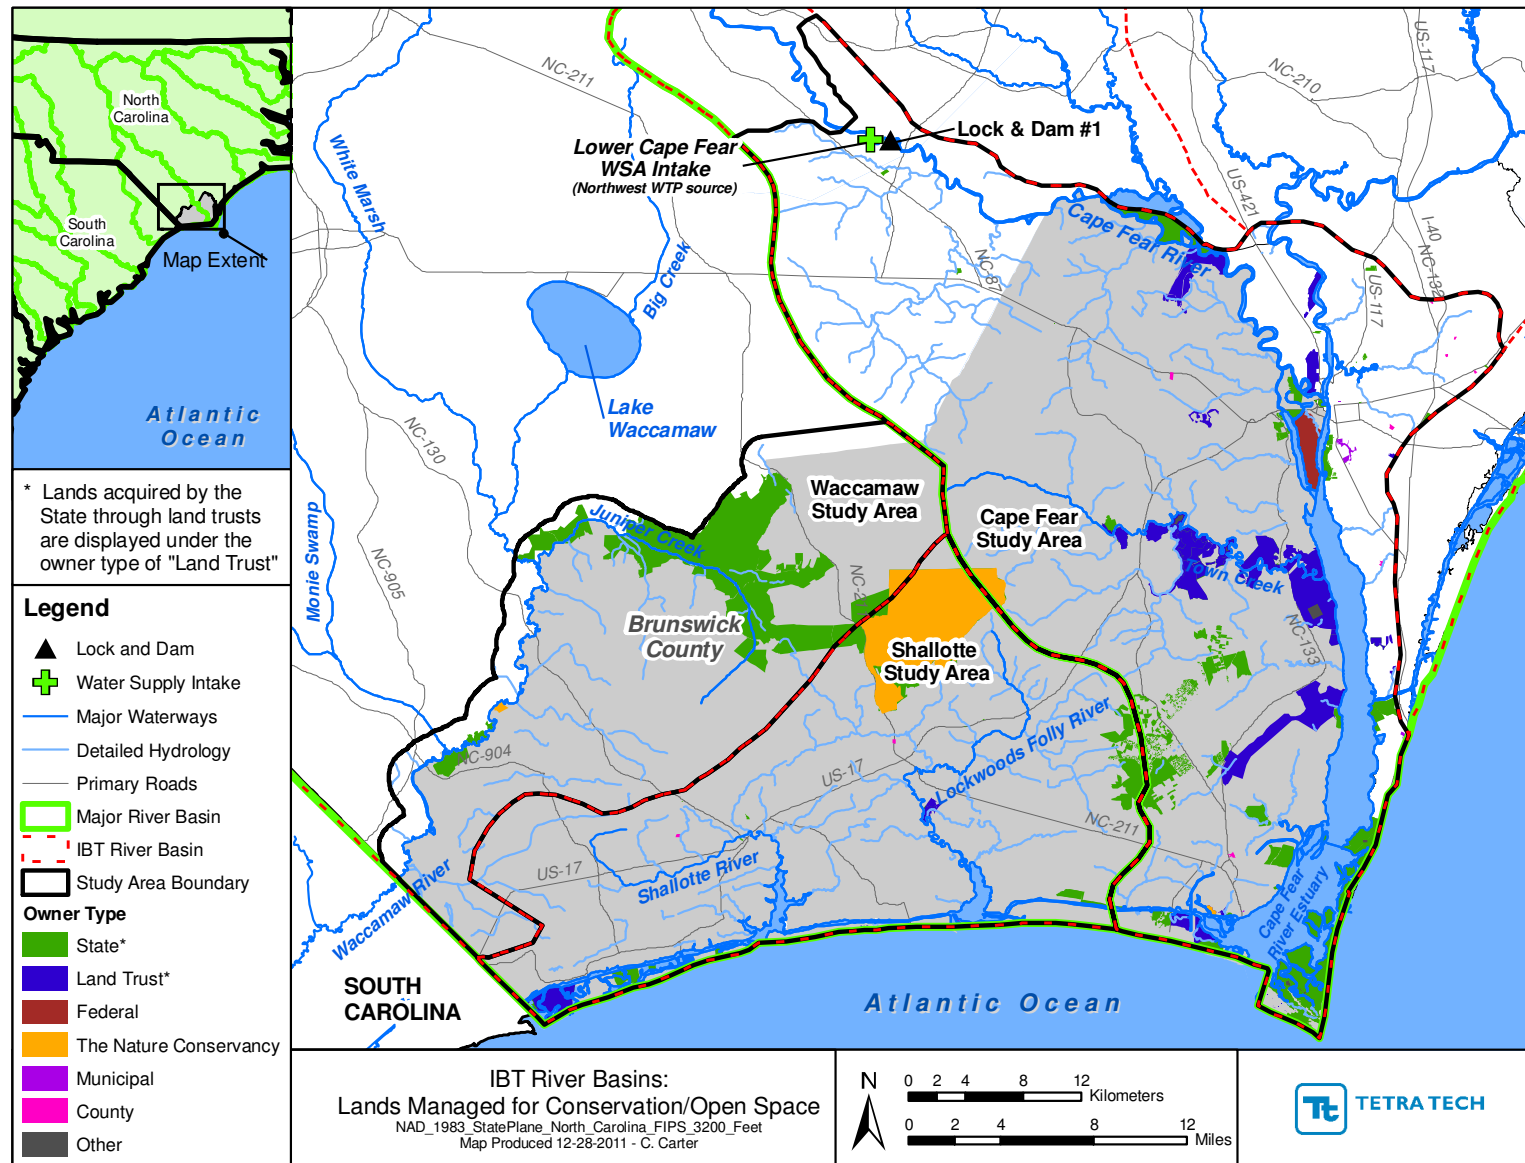 North
Carolina
South
Carolina
Map Extent
Atlantic
Ocean
* Lands acquired by the
State through land trusts
are displayed under the
owner type of "Land Trust"
Legend
Lock and Dam
Water Supply Intake
Major Waterways
Detailed Hydrology
Primary Roads
Major River Basin
IBT River Basin
Study Area Boundary
Owner Type
State*
Land Trust*
Federal
The Nature Conservancy
Municipal
County
Other
NC-211
US-117
NC-210
White Marsh
Lower Cape Fear
WSA Intake
(Northwest WTP source)
Lock & Dam #1
US-421
I-40
NC-132
Cape Fear River
Big Creek
NC-87
US-117
Lake
Waccamaw
NC-130
Monie Swamp
NC-905
Juniper Creek
Waccamaw
Study Area
Cape Fear
Study Area
NC-211
Town Creek
Brunswick
County
NC-133
Shallotte
Study Area
NC-904
US-17
Lockwoods Folly River
NC-211
US-17
Shallotte River
Waccamaw River
Cape Fear
River Estuary
SOUTH
CAROLINA
Atlantic Ocean
IBT River Basins:
Lands Managed for Conservation/Open Space
NAD_1983_StatePlane_North_Carolina_FIPS_3200_Feet
Map Produced 12-28-2011 - C. Carter
N
0 2 4 8 12
Kilometers
0 2 4 8 12
Miles
Tt TETRA TECH